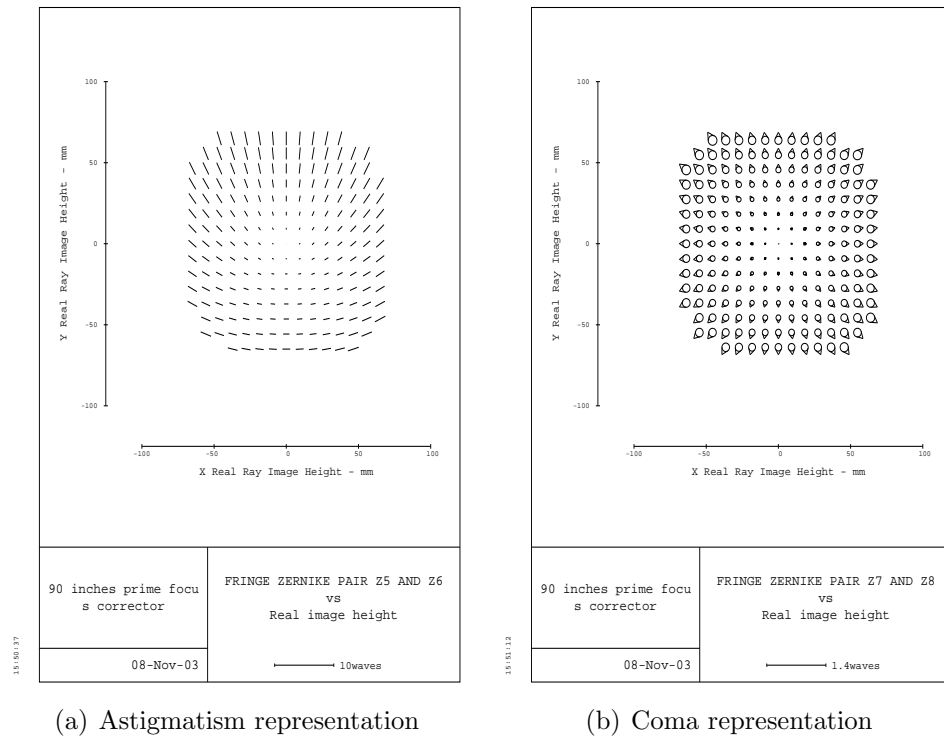 100
50
0
-50
-100
Y Real Ray Image Height - mm
-100
-50
0
50
100
X Real Ray Image Height - mm
90 inches prime focu
s corrector
08-Nov-03
FRINGE ZERNIKE PAIR Z5 AND Z6
vs
Real image height
10waves
15:50:37
(a) Astigmatism representation
100
50
0
-50
-100
Y Real Ray Image Height - mm
-100
-50
0
50
100
X Real Ray Image Height - mm
90 inches prime focu
s corrector
08-Nov-03
FRINGE ZERNIKE PAIR Z7 AND Z8
vs
Real image height
1.4waves
15:51:12
(b) Coma representation